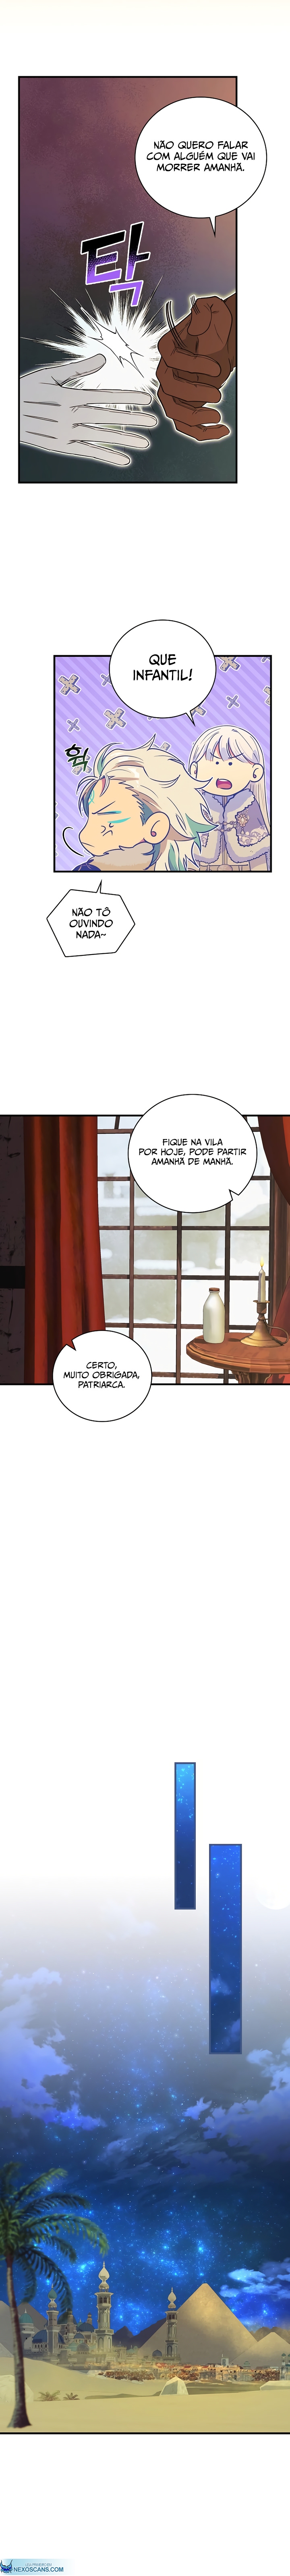 NÃO QUERO FALAR
COM ALGUÉM QUE VAI
MORRER AMANHÃ.
탁
QUE
INFANTIL!
흥
NÃO TÔ
OUVINDO
NADA~
FIQUE NA VILA
POR HOJE, PODE PARTIR
AMANHÃ DE MANHÃ.
CERTO,
MUITO OBRIGADA,
PATRIARCA.
NEXOSCANS.COM